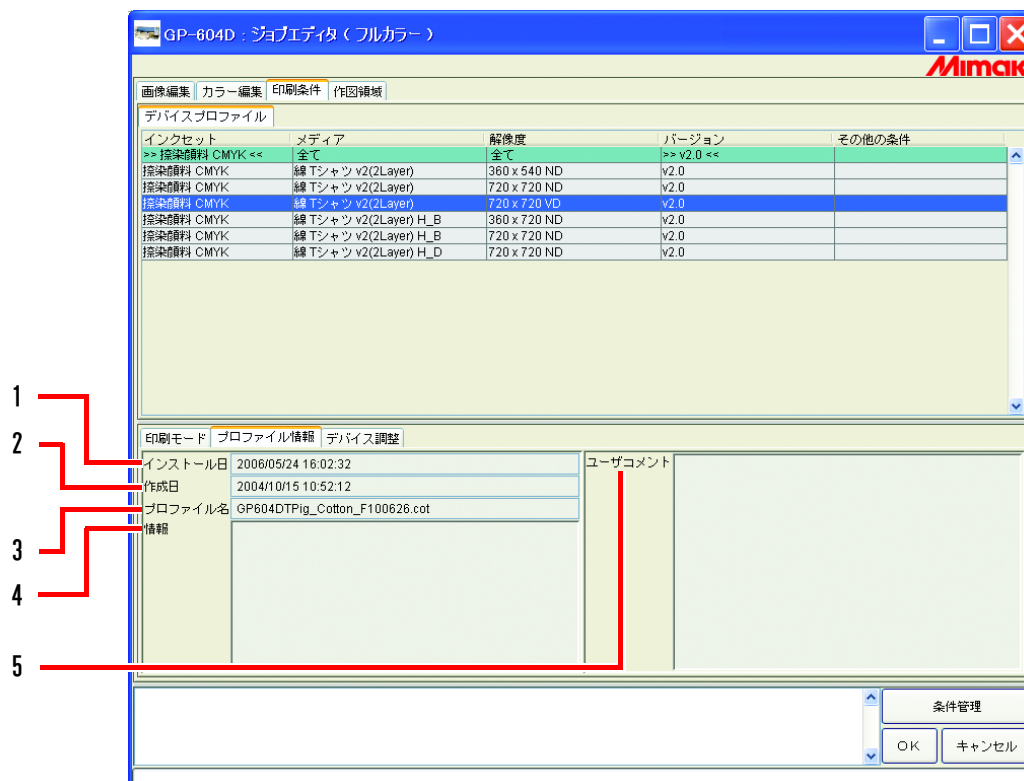 GP-604D：ジョブエディタ（フルカラー）
Mimaki
画像編集 カラー編集 印刷条件 作図領域
デバイスプロファイル
インクセット メディア 解像度 バージョン その他の条件
>> 捺染顔料 CMYK << 全て 全て >> v2.0 <<
捺染顔料 CMYK 綿 Tシャツ v2(2Layer) 360 x 540 ND v2.0
捺染顔料 CMYK 綿 Tシャツ v2(2Layer) 720 x 720 ND v2.0
捺染顔料 CMYK 綿 Tシャツ v2(2Layer) 720 x 720 VD v2.0
捺染顔料 CMYK 綿 Tシャツ v2(2Layer) H_B 360 x 720 ND v2.0
捺染顔料 CMYK 綿 Tシャツ v2(2Layer) H_B 720 x 720 ND v2.0
捺染顔料 CMYK 綿 Tシャツ v2(2Layer) H_D 720 x 720 ND v2.0
印刷モード プロファイル情報 デバイス調整
1
インストール日 2006/05/24 16:02:32
ユーザコメント
2
作成日 2004/10/15 10:52:12
3
プロファイル名 GP604DTPig_Cotton_F100626.cot
4
情報
5
条件管理
OK キャンセル